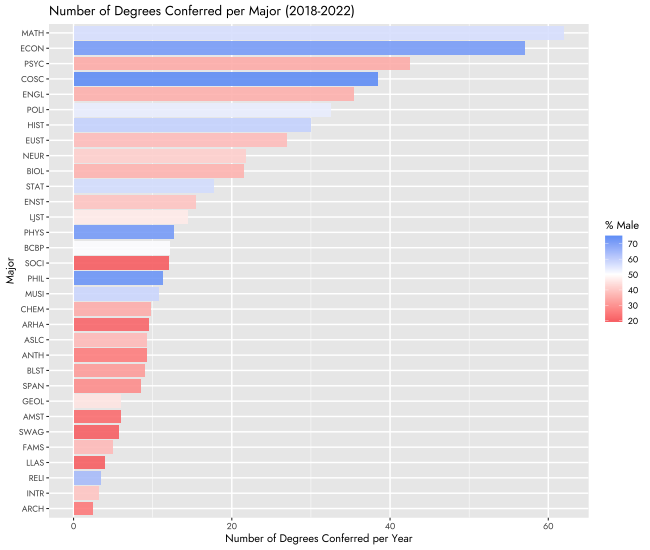 Number of Degrees Conferred per Major (2018-2022)
MATH
ECON
PSYC
COSC
ENGL
POLI
HIST
EUST
NEUR
BIOL
STAT
ENST
LJST
PHYS
BCBP
SOCI
PHIL
MUSI
CHEM
ARHA
ASLC
ANTH
BLST
SPAN
GEOL
AMST
SWAG
FAMS
LLAS
RELI
INTR
ARCH
Major
0 20 40 60
Number of Degrees Conferred per Year
% Male
70
60
50
40
30
20